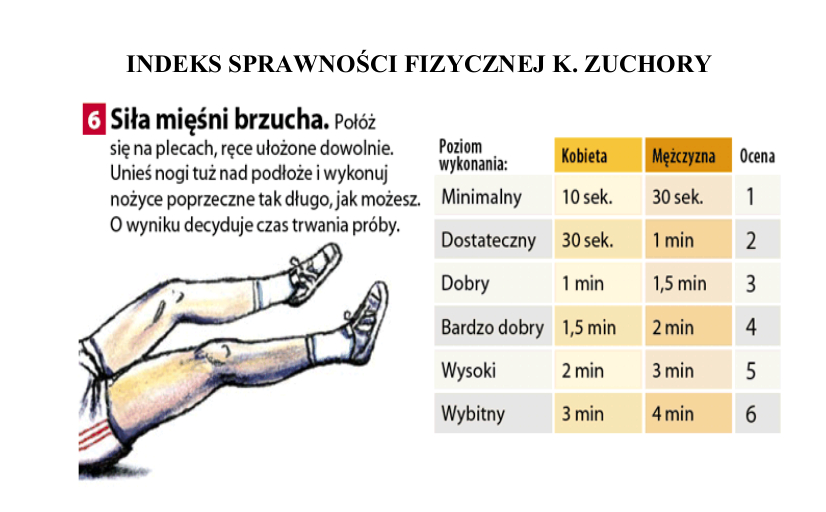 INDEKS SPRAWNOŚCI FIZYCZNEJ K. ZUCHORY
6 Siła mięśni brzucha. Połóż
się na plecach, ręce ułożone dowolnie.
Unieś nogi tuż nad podłoże i wykonuj
nożyce poprzeczne tak długo, jak możesz.
O wyniku decyduje czas trwania próby.
Poziom
wykonania: Kobieta Mężczyzna Ocena
Minimalny 10 sek. 30 sek. 1
Dostateczny 30 sek. 1 min 2
Dobry 1 min 1,5 min 3
Bardzo dobry 1,5 min 2 min 4
Wysoki 2 min 3 min 5
Wybitny 3 min 4 min 6